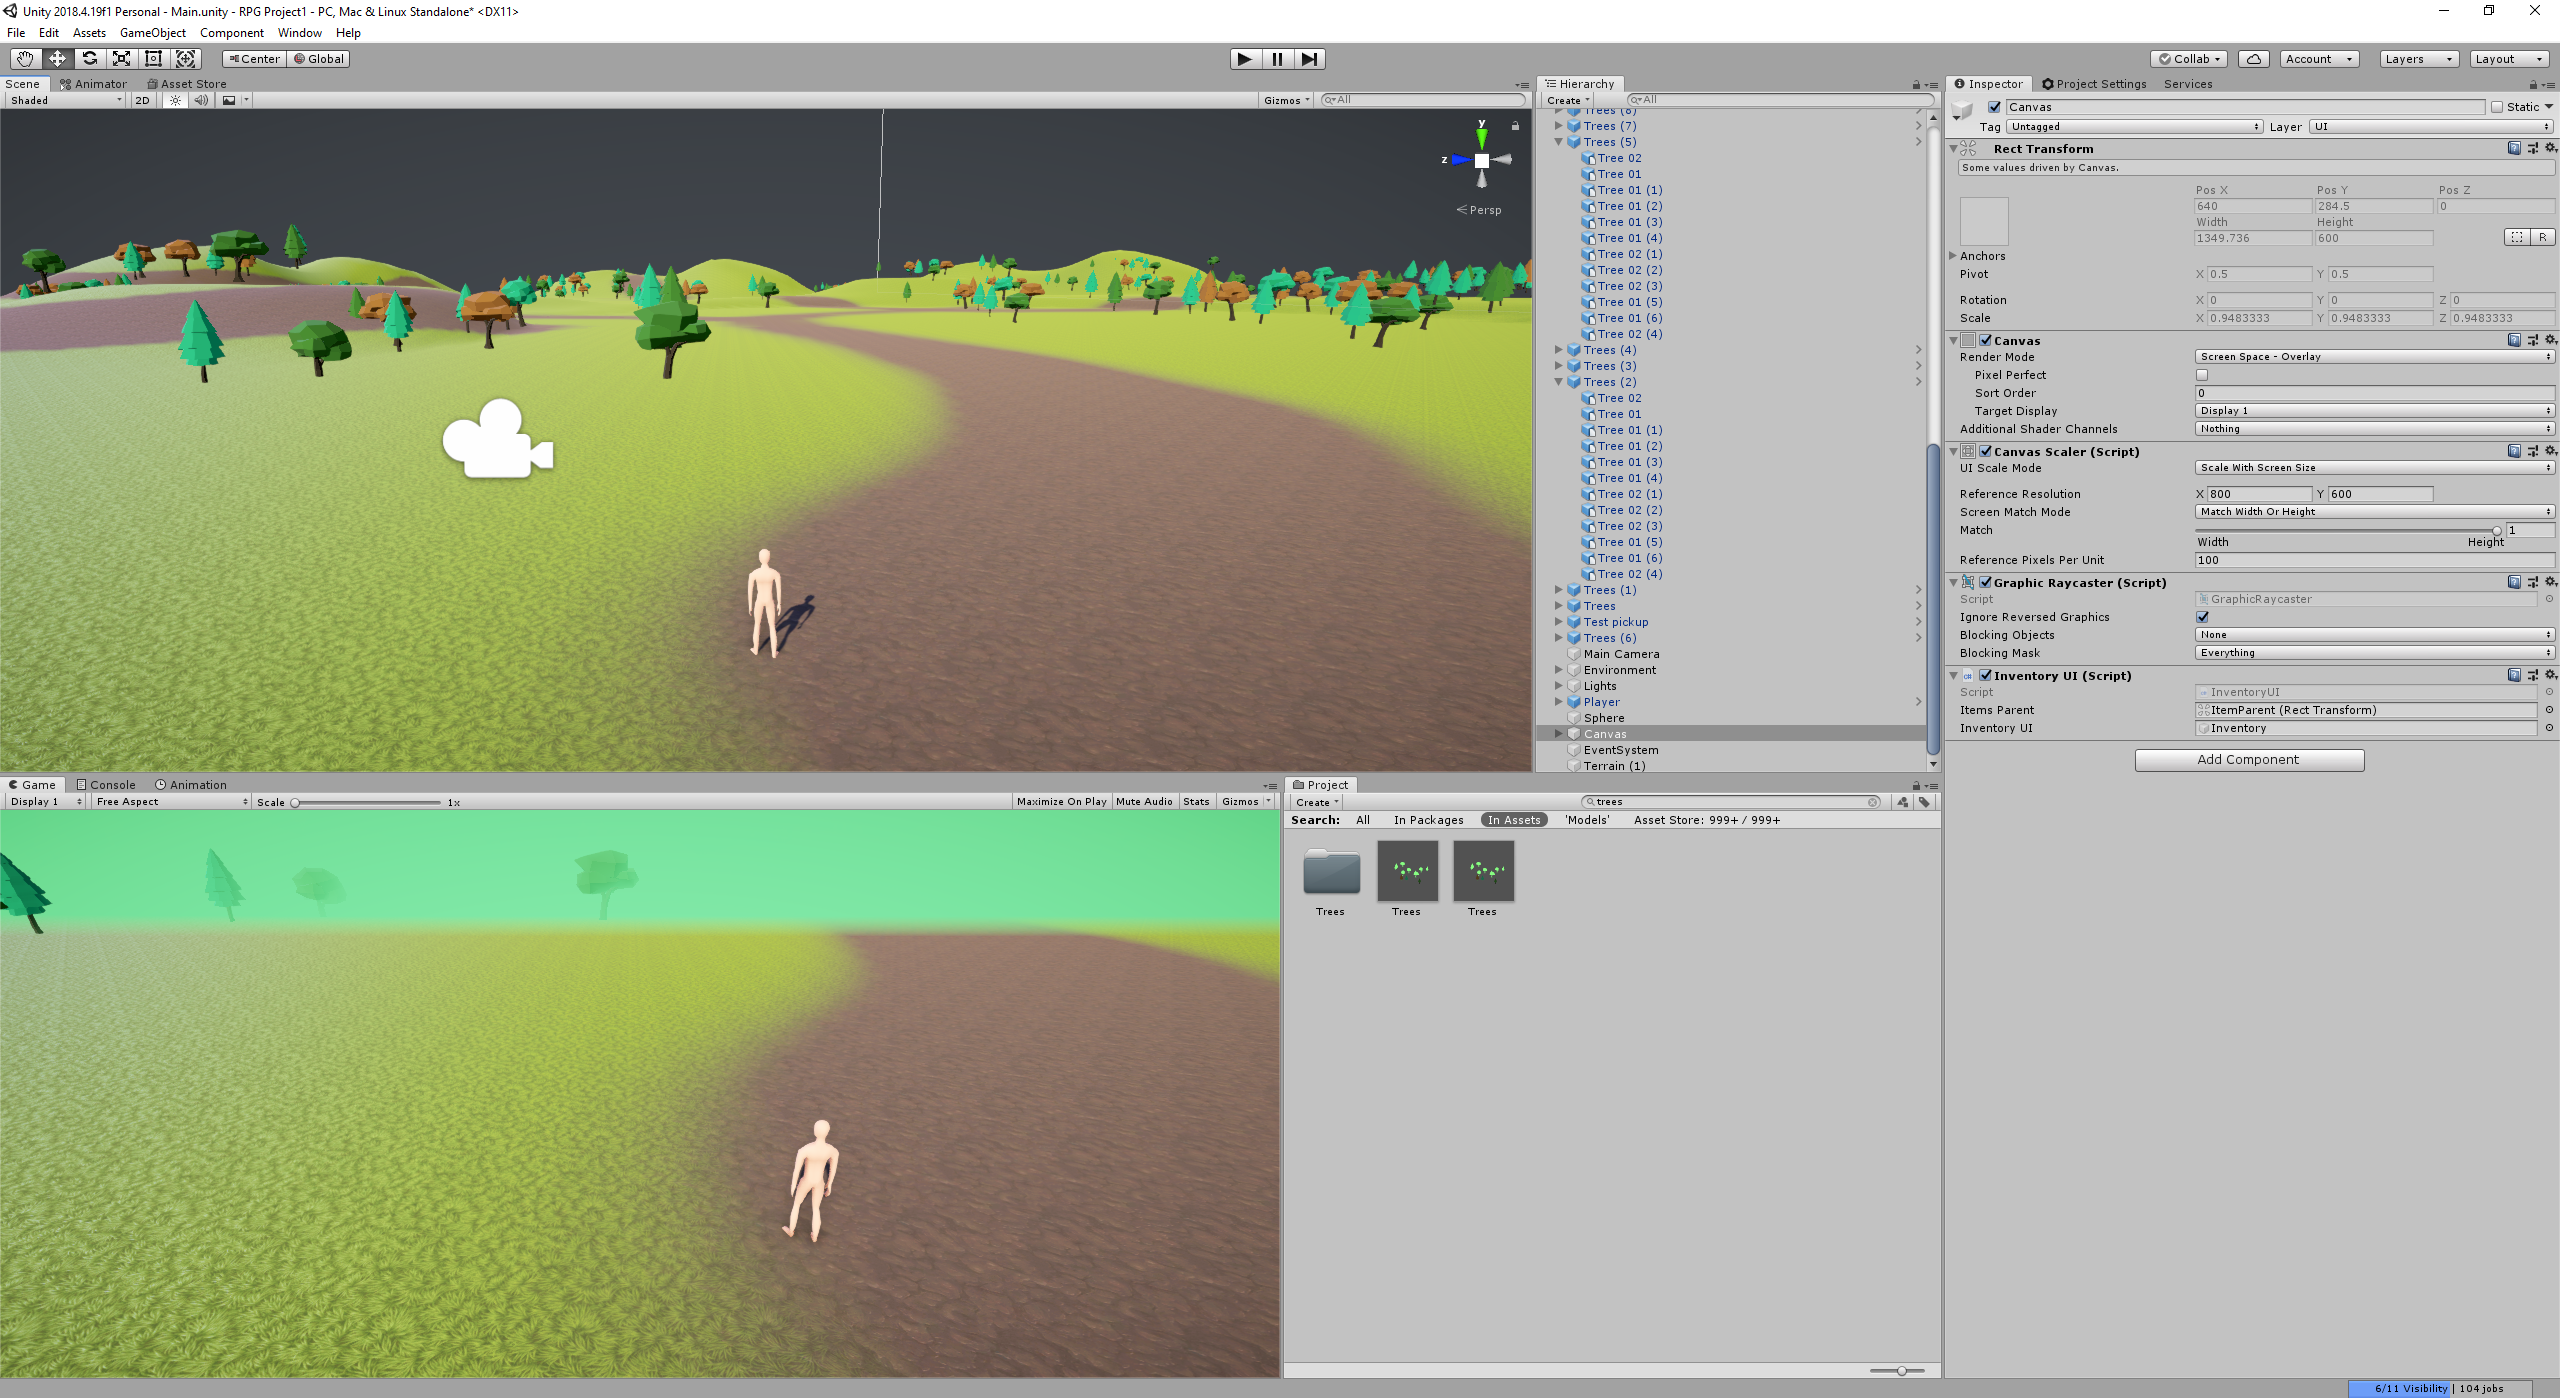 Unity 2018.4.19f1 Personal - Main.unity - RPG Project1 - PC, Mac & Linux Standalone* <DX11>
File Edit Assets GameObject Component Window Help
Center Global
Collab Account Layers Layout
Scene Animator Asset Store
Shaded 2D Gizmos All
y
z
Persp
Hierarchy
Create All
Trees (8)
Trees (7)
Trees (5)
Tree 02
Tree 01
Tree 01 (1)
Tree 01 (2)
Tree 01 (3)
Tree 01 (4)
Tree 02 (1)
Tree 02 (2)
Tree 02 (3)
Tree 01 (5)
Tree 01 (6)
Tree 02 (4)
Trees (4)
Trees (3)
Trees (2)
Tree 02
Tree 01
Tree 01 (1)
Tree 01 (2)
Tree 01 (3)
Tree 01 (4)
Tree 02 (1)
Tree 02 (2)
Tree 02 (3)
Tree 01 (5)
Tree 01 (6)
Tree 02 (4)
Trees (1)
Trees
Test pickup
Trees (6)
Main Camera
Environment
Lights
Player
Sphere
Canvas
EventSystem
Terrain (1)
Inspector Project Settings Services
Canvas Static
Tag Untagged Layer UI
Rect Transform
Some values driven by Canvas.
Pos X Pos Y Pos Z
640 284.5 0
Width Height
1349.736 600 R
Anchors
Pivot X 0.5 Y 0.5
Rotation X 0 Y 0 Z 0
Scale X 0.9483333 Y 0.9483333 Z 0.9483333
Canvas
Render Mode Screen Space - Overlay
Pixel Perfect
Sort Order 0
Target Display Display 1
Additional Shader Channels Nothing
Canvas Scaler (Script)
UI Scale Mode Scale With Screen Size
Reference Resolution X 800 Y 600
Screen Match Mode Match Width Or Height
Match 1
Width Height
Reference Pixels Per Unit 100
Graphic Raycaster (Script)
Script GraphicRaycaster
Ignore Reversed Graphics
Blocking Objects None
Blocking Mask Everything
Inventory UI (Script)
Script InventoryUI
Items Parent ItemParent (Rect Transform)
Inventory UI Inventory
Add Component
Game Console Animation
Display 1 Free Aspect Scale 1x Maximize On Play Mute Audio Stats Gizmos
Project
Create trees
Search: All In Packages In Assets 'Models' Asset Store: 999+ / 999+
Trees Trees Trees
6/11 Visibility | 104 jobs